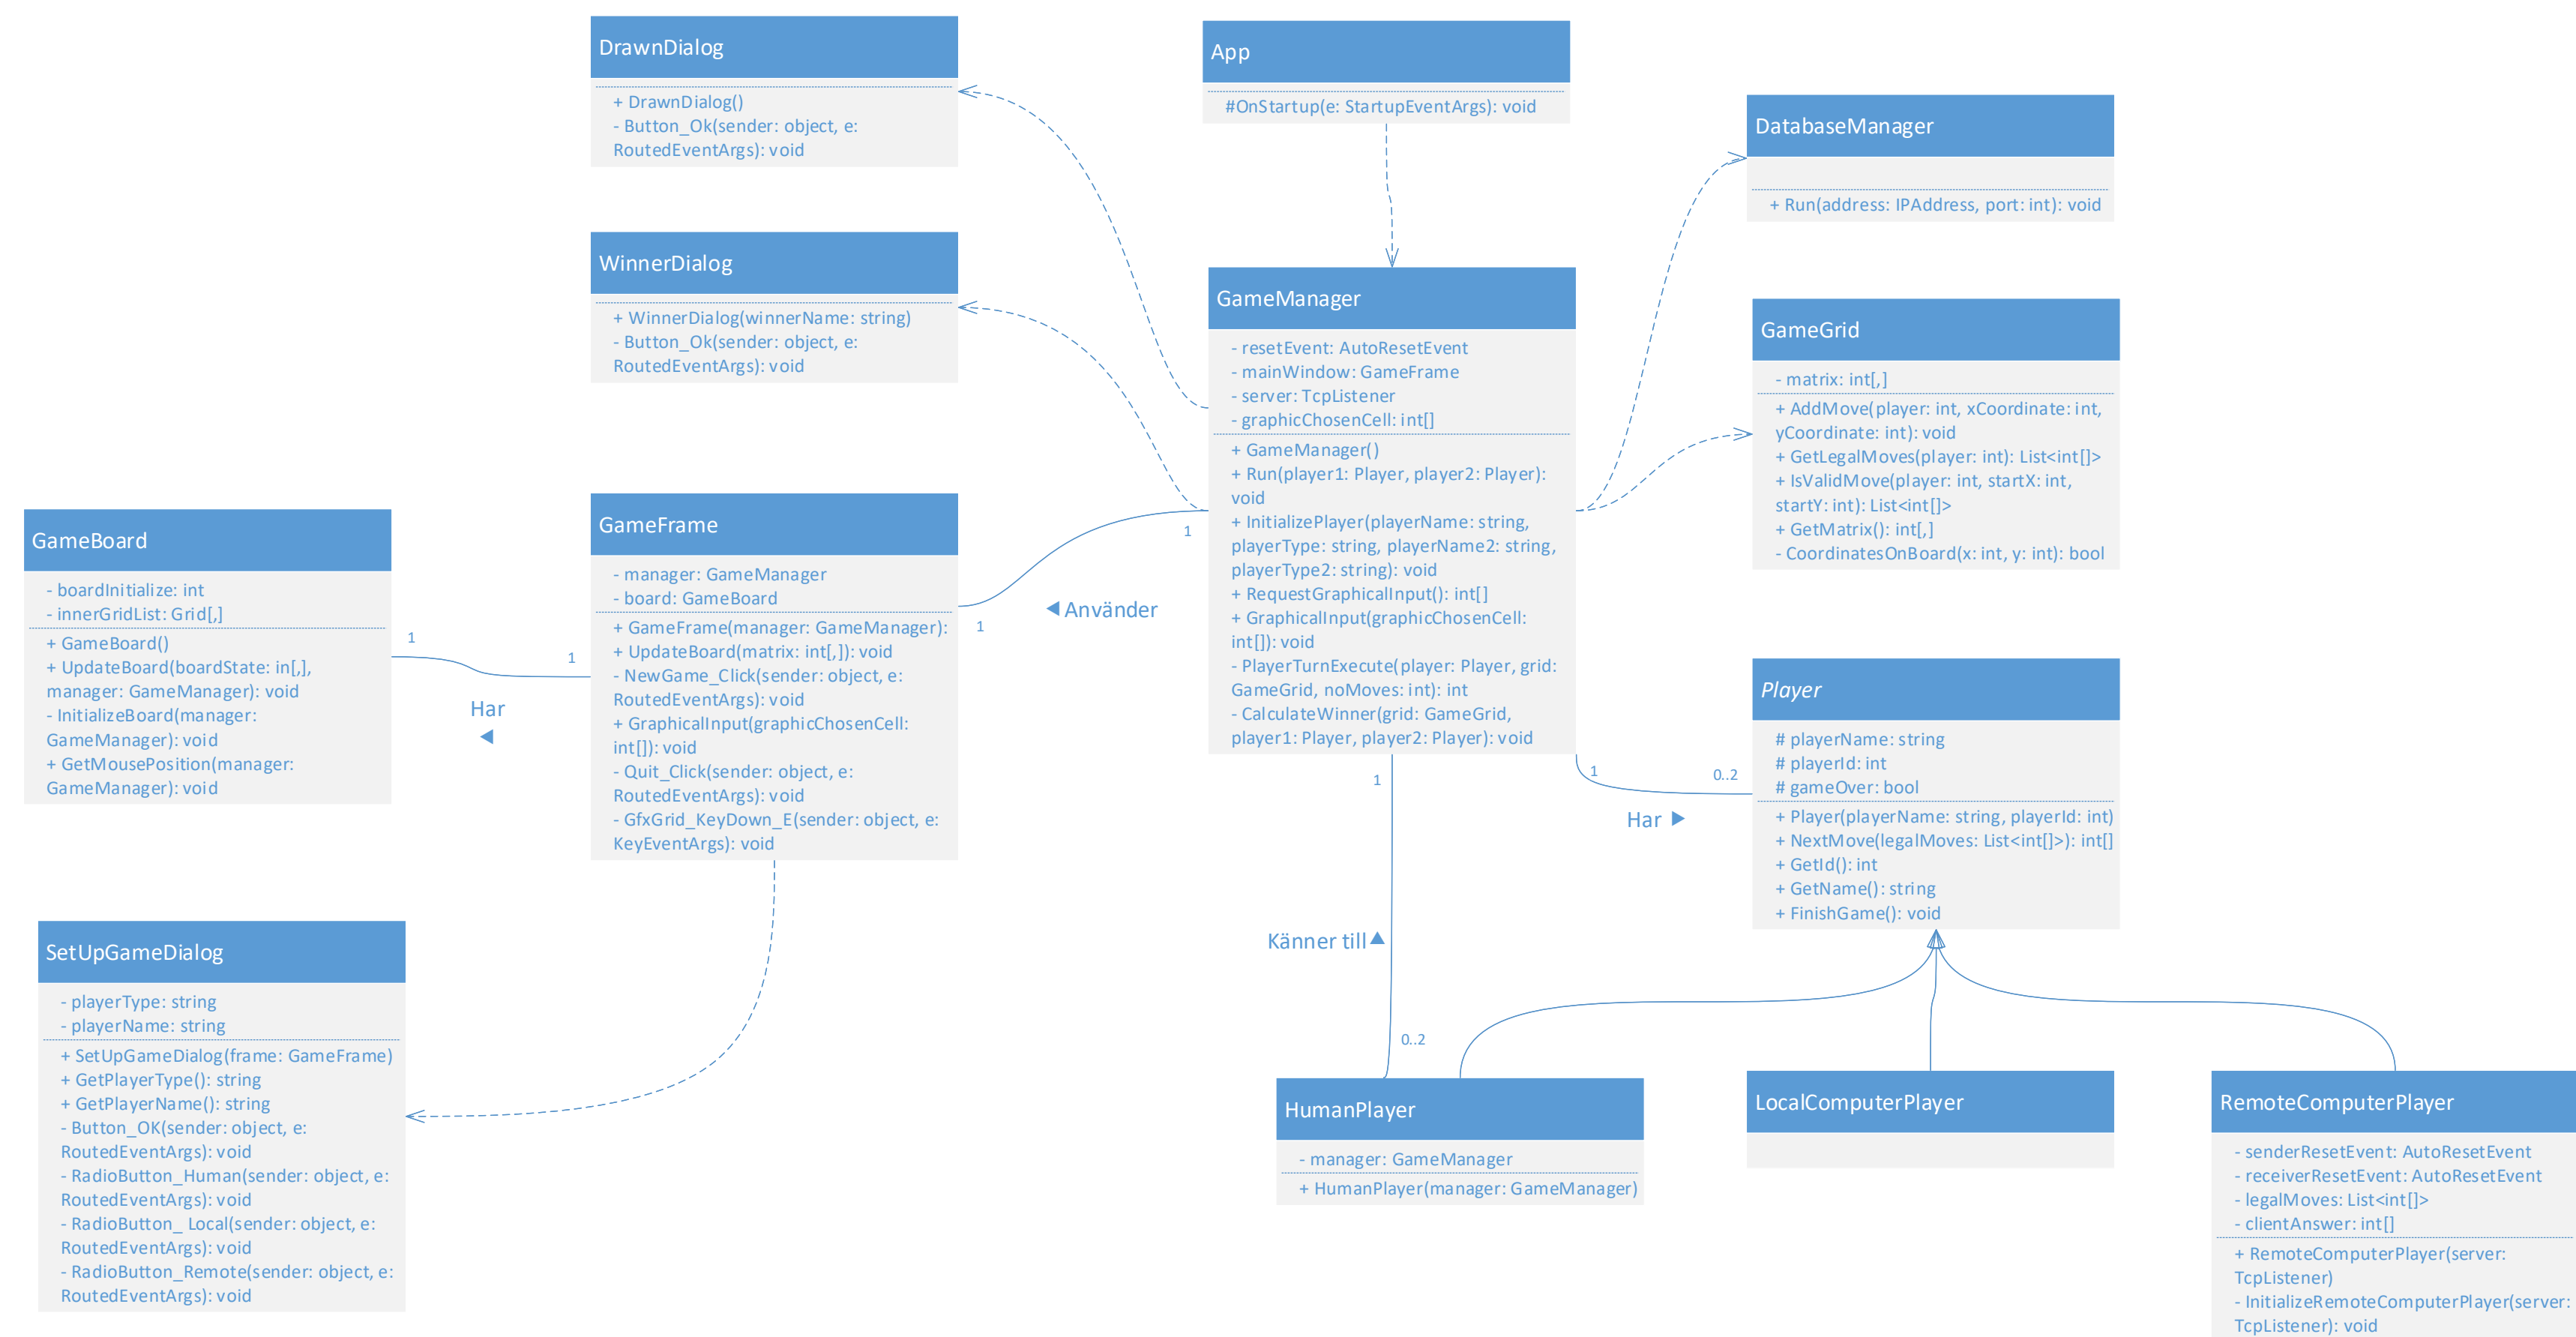 DrawnDialog
+ DrawnDialog()
- Button_Ok(sender: object, e:
RoutedEventArgs): void
App
#OnStartup(e: StartupEventArgs): void
DatabaseManager
+ Run(address: IPAddress, port: int): void
WinnerDialog
+ WinnerDialog(winnerName: string)
- Button_Ok(sender: object, e:
RoutedEventArgs): void
GameManager
- resetEvent: AutoResetEvent
- mainWindow: GameFrame
- server: TcpListener
- graphicChosenCell: int[]
+ GameManager()
+ Run(player1: Player, player2: Player):
void
+ InitializePlayer(playerName: string,
playerType: string, playerName2: string,
playerType2: string): void
+ RequestGraphicalInput(): int[]
+ GraphicalInput(graphicChosenCell:
int[]): void
- PlayerTurnExecute(player: Player, grid:
GameGrid, noMoves: int): int
- CalculateWinner(grid: GameGrid,
player1: Player, player2: Player): void
GameGrid
- matrix: int[,]
+ AddMove(player: int, xCoordinate: int,
yCoordinate: int): void
+ GetLegalMoves(player: int): List<int[]>
+ IsValidMove(player: int, startX: int,
startY: int): List<int[]>
+ GetMatrix(): int[,]
- CoordinatesOnBoard(x: int, y: int): bool
GameBoard
- boardInitialize: int
- innerGridList: Grid[,]
+ GameBoard()
+ UpdateBoard(boardState: in[,],
manager: GameManager): void
- InitializeBoard(manager:
GameManager): void
+ GetMousePosition(manager:
GameManager): void
1
1
Har
◀
GameFrame
- manager: GameManager
- board: GameBoard
+ GameFrame(manager: GameManager):
+ UpdateBoard(matrix: int[,]): void
- NewGame_Click(sender: object, e:
RoutedEventArgs): void
+ GraphicalInput(graphicChosenCell:
int[]): void
- Quit_Click(sender: object, e:
RoutedEventArgs): void
- GfxGrid_KeyDown_E(sender: object, e:
KeyEventArgs): void
1
◀ Använder
1
Player
# playerName: string
# playerId: int
# gameOver: bool
+ Player(playerName: string, playerId: int)
+ NextMove(legalMoves: List<int[]>): int[]
+ GetId(): int
+ GetName(): string
+ FinishGame(): void
1
0..2
Har ▶
1
Känner till ▲
0..2
SetUpGameDialog
- playerType: string
- playerName: string
+ SetUpGameDialog(frame: GameFrame)
+ GetPlayerType(): string
+ GetPlayerName(): string
- Button_OK(sender: object, e:
RoutedEventArgs): void
- RadioButton_Human(sender: object, e:
RoutedEventArgs): void
- RadioButton_ Local(sender: object, e:
RoutedEventArgs): void
- RadioButton_Remote(sender: object, e:
RoutedEventArgs): void
HumanPlayer
- manager: GameManager
+ HumanPlayer(manager: GameManager)
LocalComputerPlayer
RemoteComputerPlayer
- senderResetEvent: AutoResetEvent
- receiverResetEvent: AutoResetEvent
- legalMoves: List<int[]>
- clientAnswer: int[]
+ RemoteComputerPlayer(server:
TcpListener)
- InitializeRemoteComputerPlayer(server:
TcpListener): void